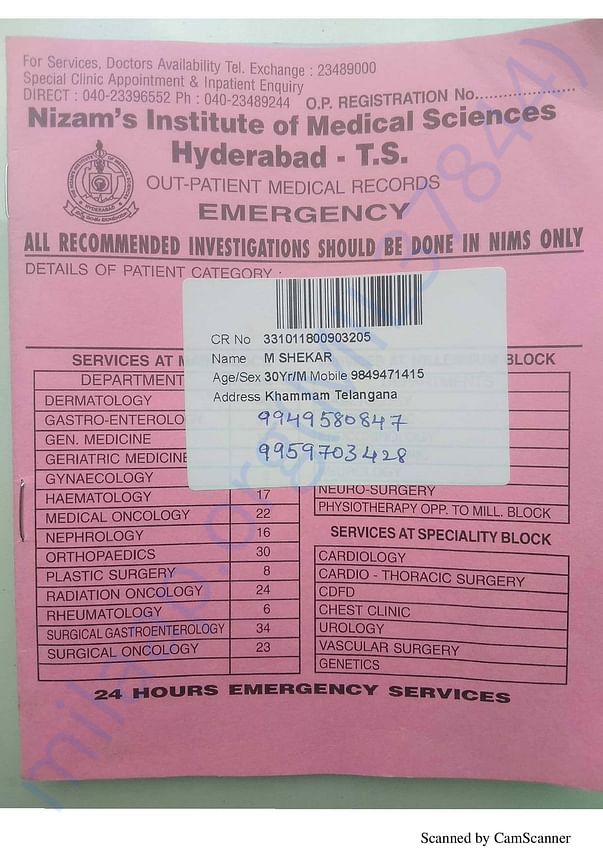 For Services, Doctors Availability Tel. Exchange : 23489000
Special Clinic Appointment & Inpatient Enquiry
DIRECT : 040-23396552 Ph : 040-23489244 O.P. REGISTRATION No.....................
Nizam's Institute of Medical Sciences
Hyderabad - T.S.
OUT-PATIENT MEDICAL RECORDS
EMERGENCY
ALL RECOMMENDED INVESTIGATIONS SHOULD BE DONE IN NIMS ONLY
DETAILS OF PATIENT CATEGORY :
CR No 331011800903205
Name M SHEKAR
Age/Sex 30Yr/M Mobile 9849471415
Address Khammam Telangana
9949580847
9959703428
SERVICES AT
BLOCK
DEPARTMENT
DERMATOLOGY
GASTRO-ENTEROLO
GEN. MEDICINE
GERIATRIC MEDICINE
GYNAECOLOGY
HAEMATOLOGY 17
MEDICAL ONCOLOGY 22
NEPHROLOGY 16
ORTHOPAEDICS 30
PLASTIC SURGERY 8
RADIATION ONCOLOGY 24
RHEUMATOLOGY 6
SURGICAL GASTROENTEROLOGY 34
SURGICAL ONCOLOGY 23
NEURO-SURGERY
PHYSIOTHERAPY OPP. TO MILL. BLOCK
SERVICES AT SPECIALITY BLOCK
CARDIOLOGY
CARDIO - THORACIC SURGERY
CDFD
CHEST CLINIC
UROLOGY
VASCULAR SURGERY
GENETICS
24 HOURS EMERGENCY SERVICES
Scanned by CamScanner